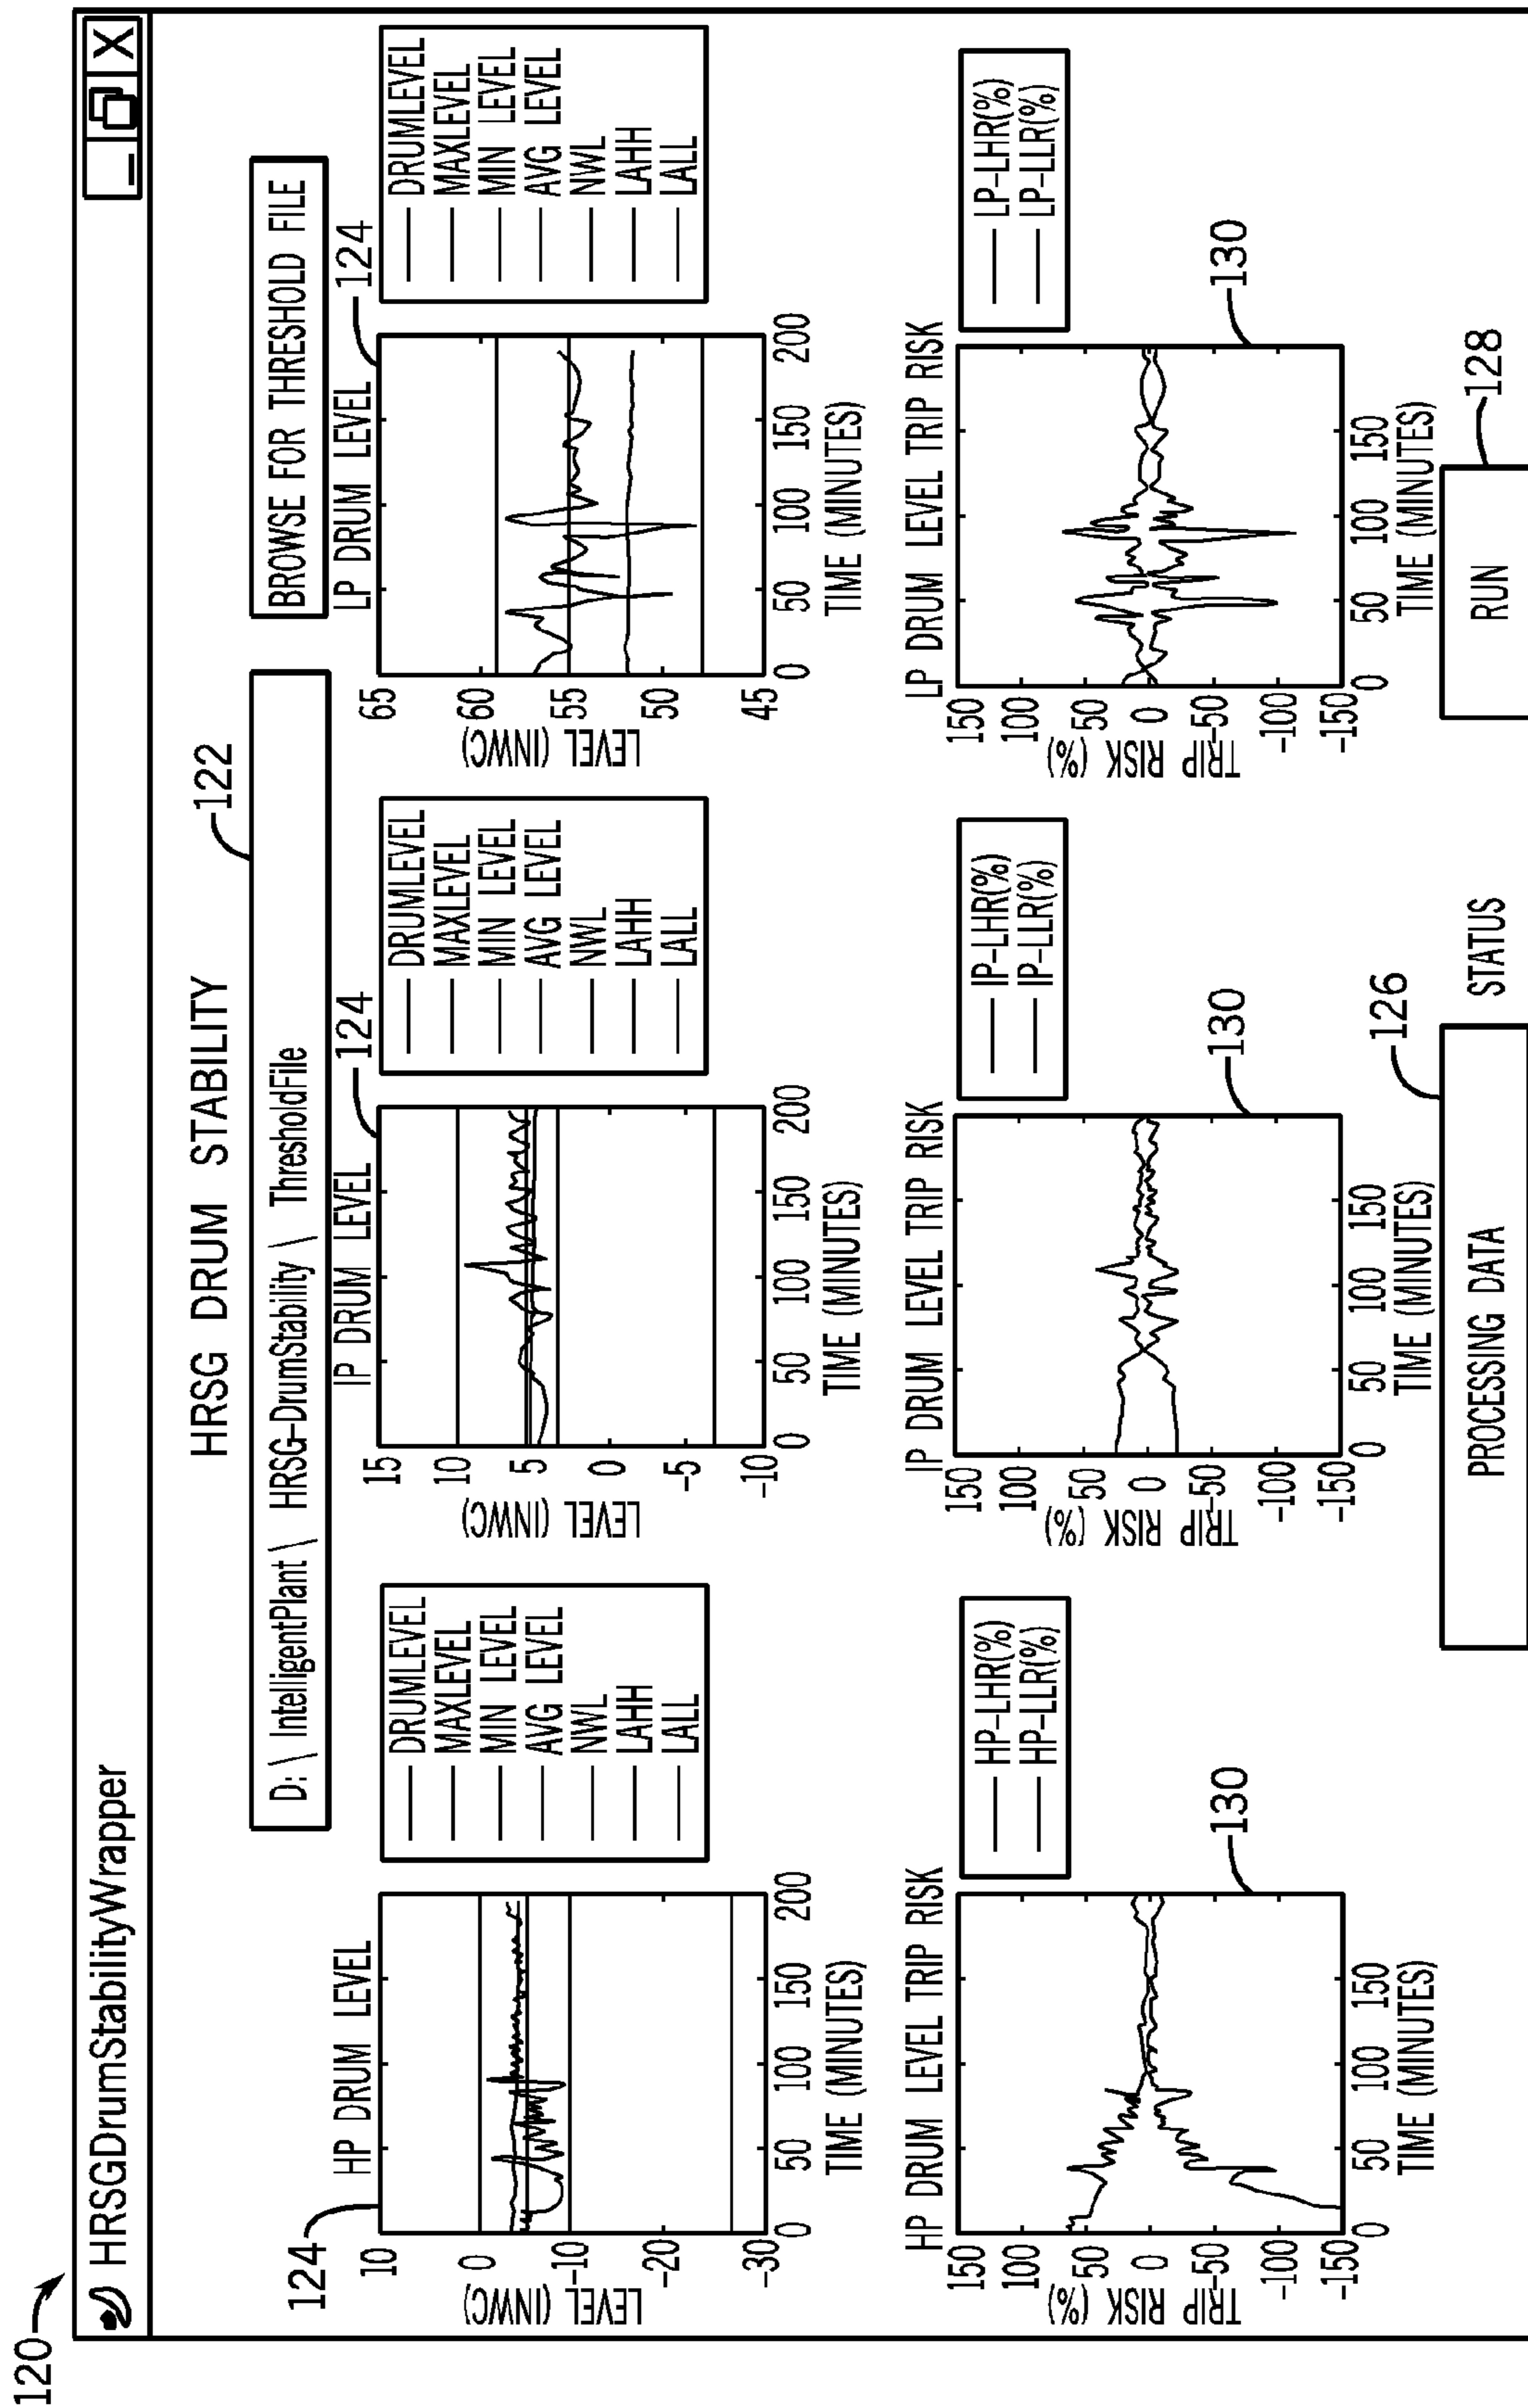 120
HRSGDrumStabilityWrapper
_ X
HRSG DRUM STABILITY
122
D: \ IntelligentPlant \ HRSG-DrumStability \ ThresholdFile
BROWSE FOR THRESHOLD FILE
124
HP DRUM LEVEL
10
0
-10
-20
-30
LEVEL (INWC)
0 50 100 150 200
TIME (MINUTES)
DRUMLEVEL
MAXLEVEL
MIN LEVEL
AVG LEVEL
NWL
LAHH
LALL
IP DRUM LEVEL
124
15
10
5
0
-5
-10
LEVEL (INWC)
0 50 100 150 200
TIME (MINUTES)
DRUMLEVEL
MAXLEVEL
MIN LEVEL
AVG LEVEL
NWL
LAHH
LALL
LP DRUM LEVEL
124
65
60
55
50
45
LEVEL (INWC)
0 50 100 150 200
TIME (MINUTES)
DRUMLEVEL
MAXLEVEL
MIN LEVEL
AVG LEVEL
NWL
LAHH
LALL
HP DRUM LEVEL TRIP RISK
150
100
50
0
-50
-100
-150
TRIP RISK (%)
0 50 100 150
TIME (MINUTES)
HP-LHR(%)
HP-LLR(%)
130
IP DRUM LEVEL TRIP RISK
150
100
50
0
-50
-100
-150
TRIP RISK (%)
0 50 100 150
TIME (MINUTES)
IP-LHR(%)
IP-LLR(%)
130
LP DRUM LEVEL TRIP RISK
150
100
50
0
-50
-100
-150
TRIP RISK (%)
0 50 100 150
TIME (MINUTES)
LP-LHR(%)
LP-LLR(%)
130
PROCESSING DATA
126
STATUS
RUN
128